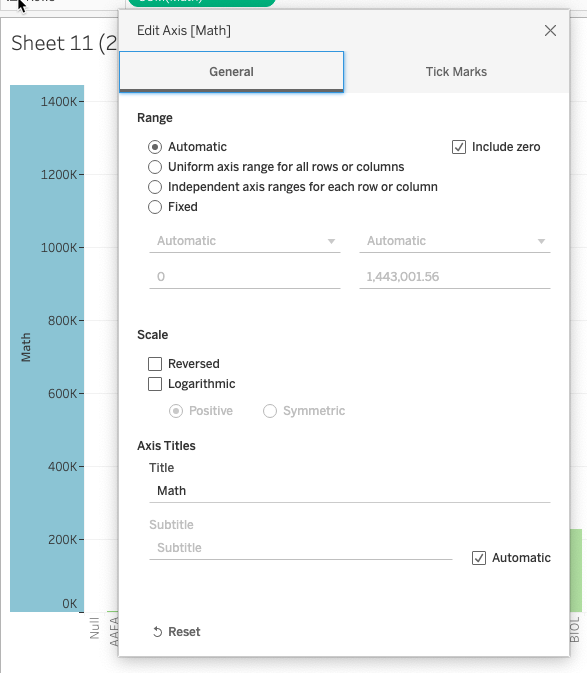 Edit Axis [Math]
Sheet 11 (2
General
Tick Marks
Range
Automatic
Include zero
Uniform axis range for all rows or columns
Independent axis ranges for each row or column
Fixed
Automatic
Automatic
0
1,443,001.56
Scale
Reversed
Logarithmic
Positive
Symmetric
Axis Titles
Title
Math
Subtitle
Subtitle
Automatic
Reset
1400K
1200K
1000K
800K
600K
400K
200K
0K
Math
Null
AAFA
BIOL